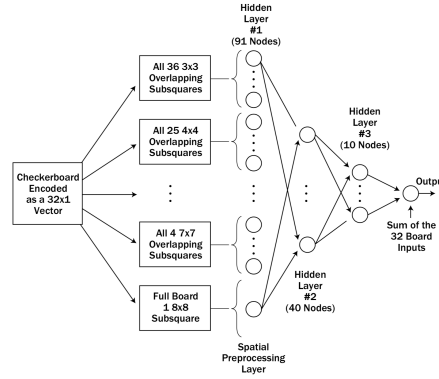 Hidden
Layer
#1
(91 Nodes)
All 36 3x3
Overlapping
Subsquares
All 25 4x4
Overlapping
Subsquares
Hidden
Layer
#3
(10 Nodes)
Checkerboard
Encoded
as a 32x1
Vector
Output
All 4 7x7
Overlapping
Subsquares
Sum of the
32 Board
Inputs
Full Board
1 8x8
Subsquare
Hidden
Layer
#2
(40 Nodes)
Spatial
Preprocessing
Layer